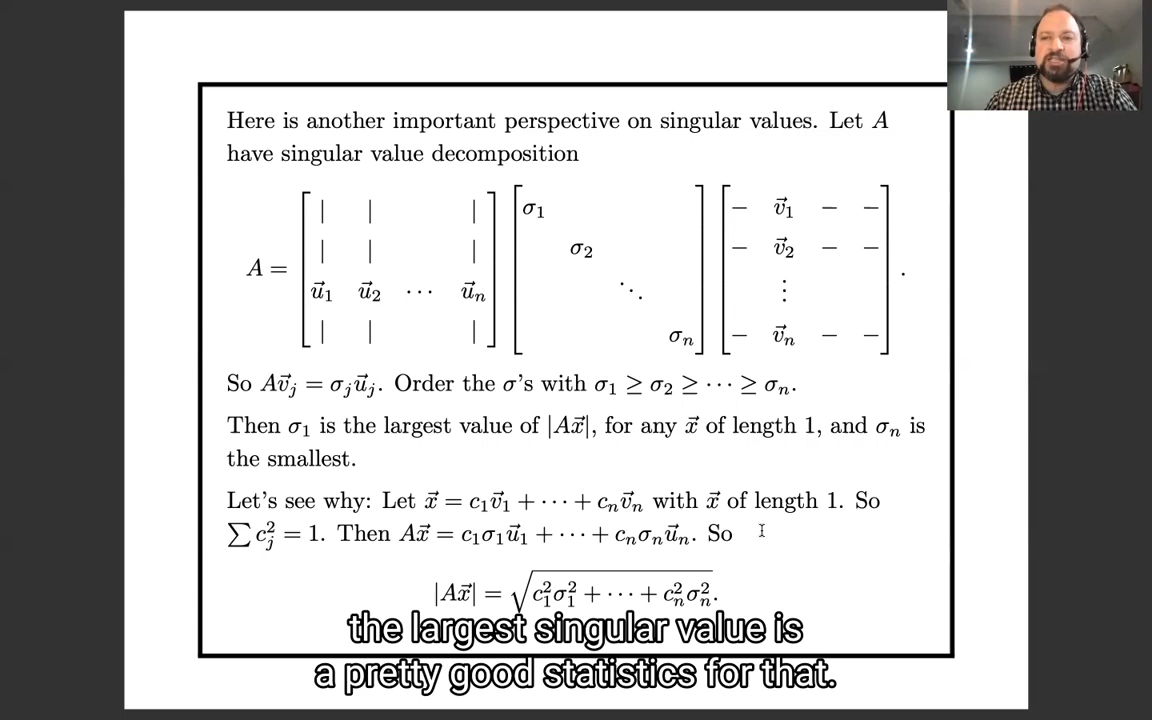 Here is another important perspective on singular values. Let A
have singular value decomposition
A = [ | | | ; | | | ; u⃗₁ u⃗₂ ⋯ u⃗ₙ ; | | | ] [ σ₁ ; σ₂ ; ⋱ ; σₙ ] [ − v⃗₁ − − ; − v⃗₂ − − ; ⋮ ; − v⃗ₙ − − ] .
So Av⃗ⱼ = σⱼu⃗ⱼ. Order the σ's with σ₁ ≥ σ₂ ≥ ⋯ ≥ σₙ.
Then σ₁ is the largest value of |Ax⃗|, for any x⃗ of length 1, and σₙ is
the smallest.
Let's see why: Let x⃗ = c₁v⃗₁ + ⋯ + cₙv⃗ₙ with x⃗ of length 1. So
∑ cⱼ² = 1. Then Ax⃗ = c₁σ₁u⃗₁ + ⋯ + cₙσₙu⃗ₙ. So
|Ax⃗| = √(c₁²σ₁² + ⋯ + cₙ²σₙ²).
the largest singular value is
a pretty good statistics for that.